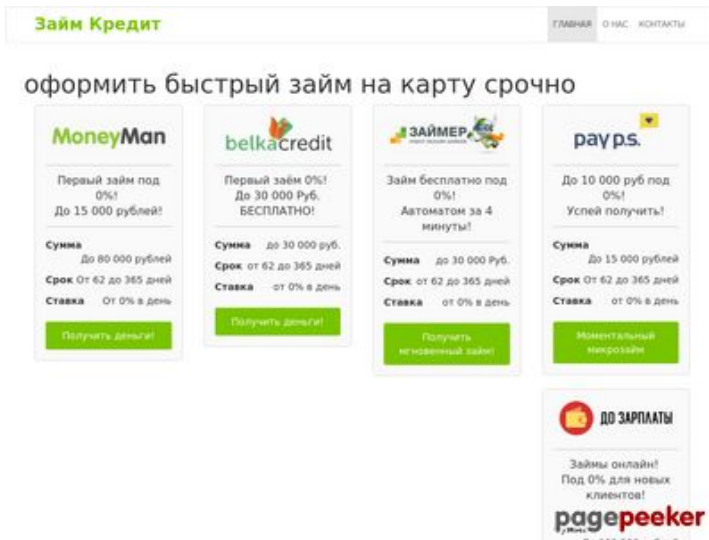 Займ Кредит
ГЛАВНАЯ О НАС КОНТАКТЫ
оформить быстрый займ на карту срочно
MoneyMan
Первый займ под
0%!
До 15 000 рублей!
Сумма
До 80 000 рублей
Срок От 62 до 365 дней
Ставка От 0% в день
Получить деньги!
belkacredit
Первый заём 0%!
До 30 000 Руб.
БЕСПЛАТНО!
Сумма до 30 000 руб.
Срок от 62 до 365 дней
Ставка от 0% в день
Получить деньги!
ЗАЙМЕР
Займ бесплатно под
0%!
Автоматом за 4
минуты!
Сумма до 30 000 Руб.
Срок от 62 до 365 дней
Ставка от 0% в день
Получить
мгновенный займ!
pay p.s.
До 10 000 руб под
0%!
Успей получить!
Сумма
До 15 000 рублей
Срок От 62 до 365 дней
Ставка от 0% в день
Моментальный
микрозайм
ДО ЗАРПЛАТЫ
Займы онлайн!
Под 0% для новых
клиентов!
pagepeeker